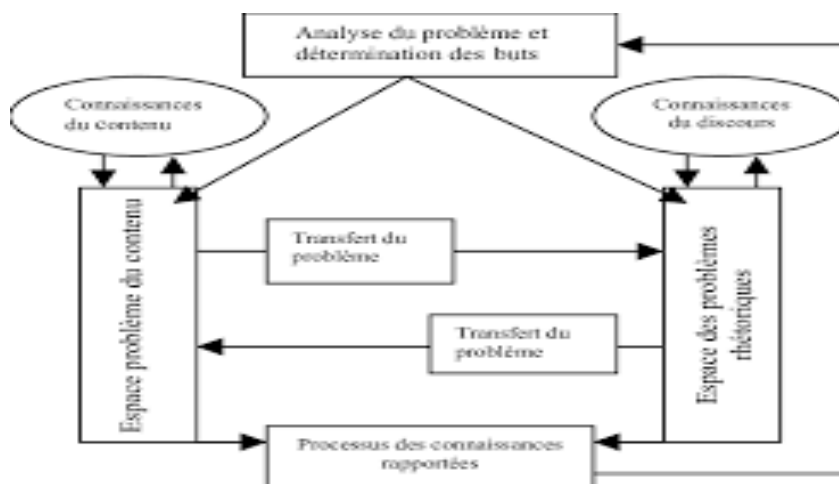 Analyse du problème et
détermination des buts
Connaissances
du contenu
Connaissances
du discours
Espace problème du contenu
Transfert du
problème
Transfert du
problème
Espace des problèmes
rhétoriques
Processus des connaissances
rapportées